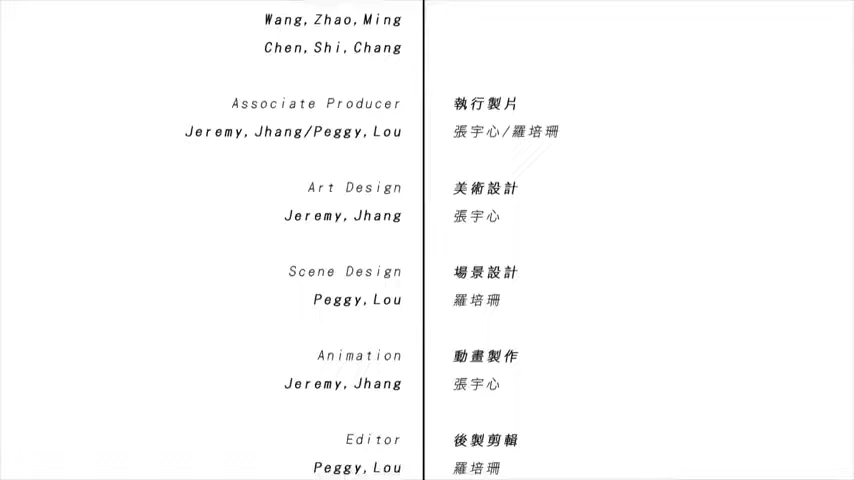 Wang,Zhao,Ming
Chen,Shi,Chang
Associate Producer 執行製片
Jeremy,Jhang/Peggy,Lou 張宇心/羅培珊
Art Design 美術設計
Jeremy,Jhang 張宇心
Scene Design 場景設計
Peggy,Lou 羅培珊
Animation 動畫製作
Jeremy,Jhang 張宇心
Editor 後製剪輯
Peggy,Lou 羅培珊